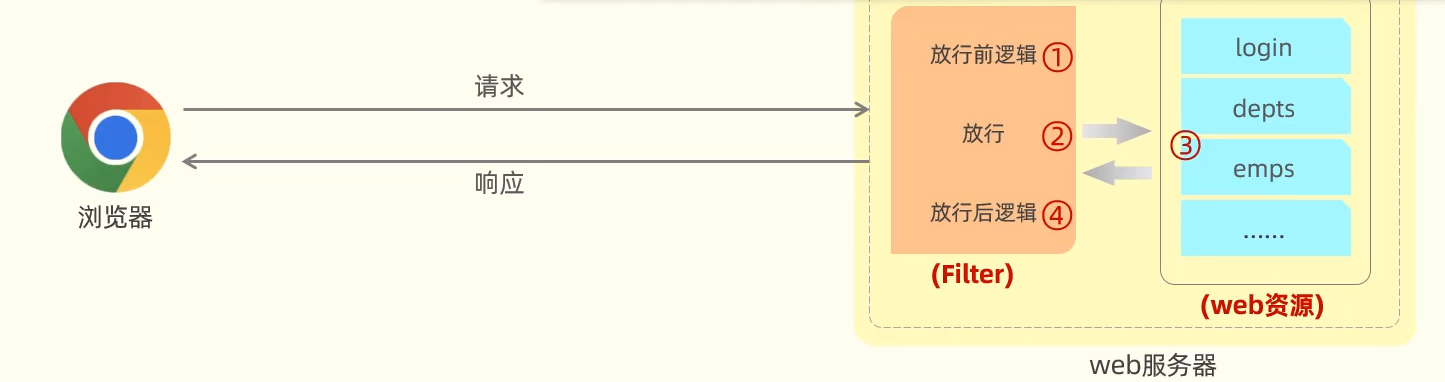 请求
响应
浏览器
放行前逻辑 ①
放行 ②
放行后逻辑 ④
(Filter)
③
login
depts
emps
......
(web资源)
web服务器